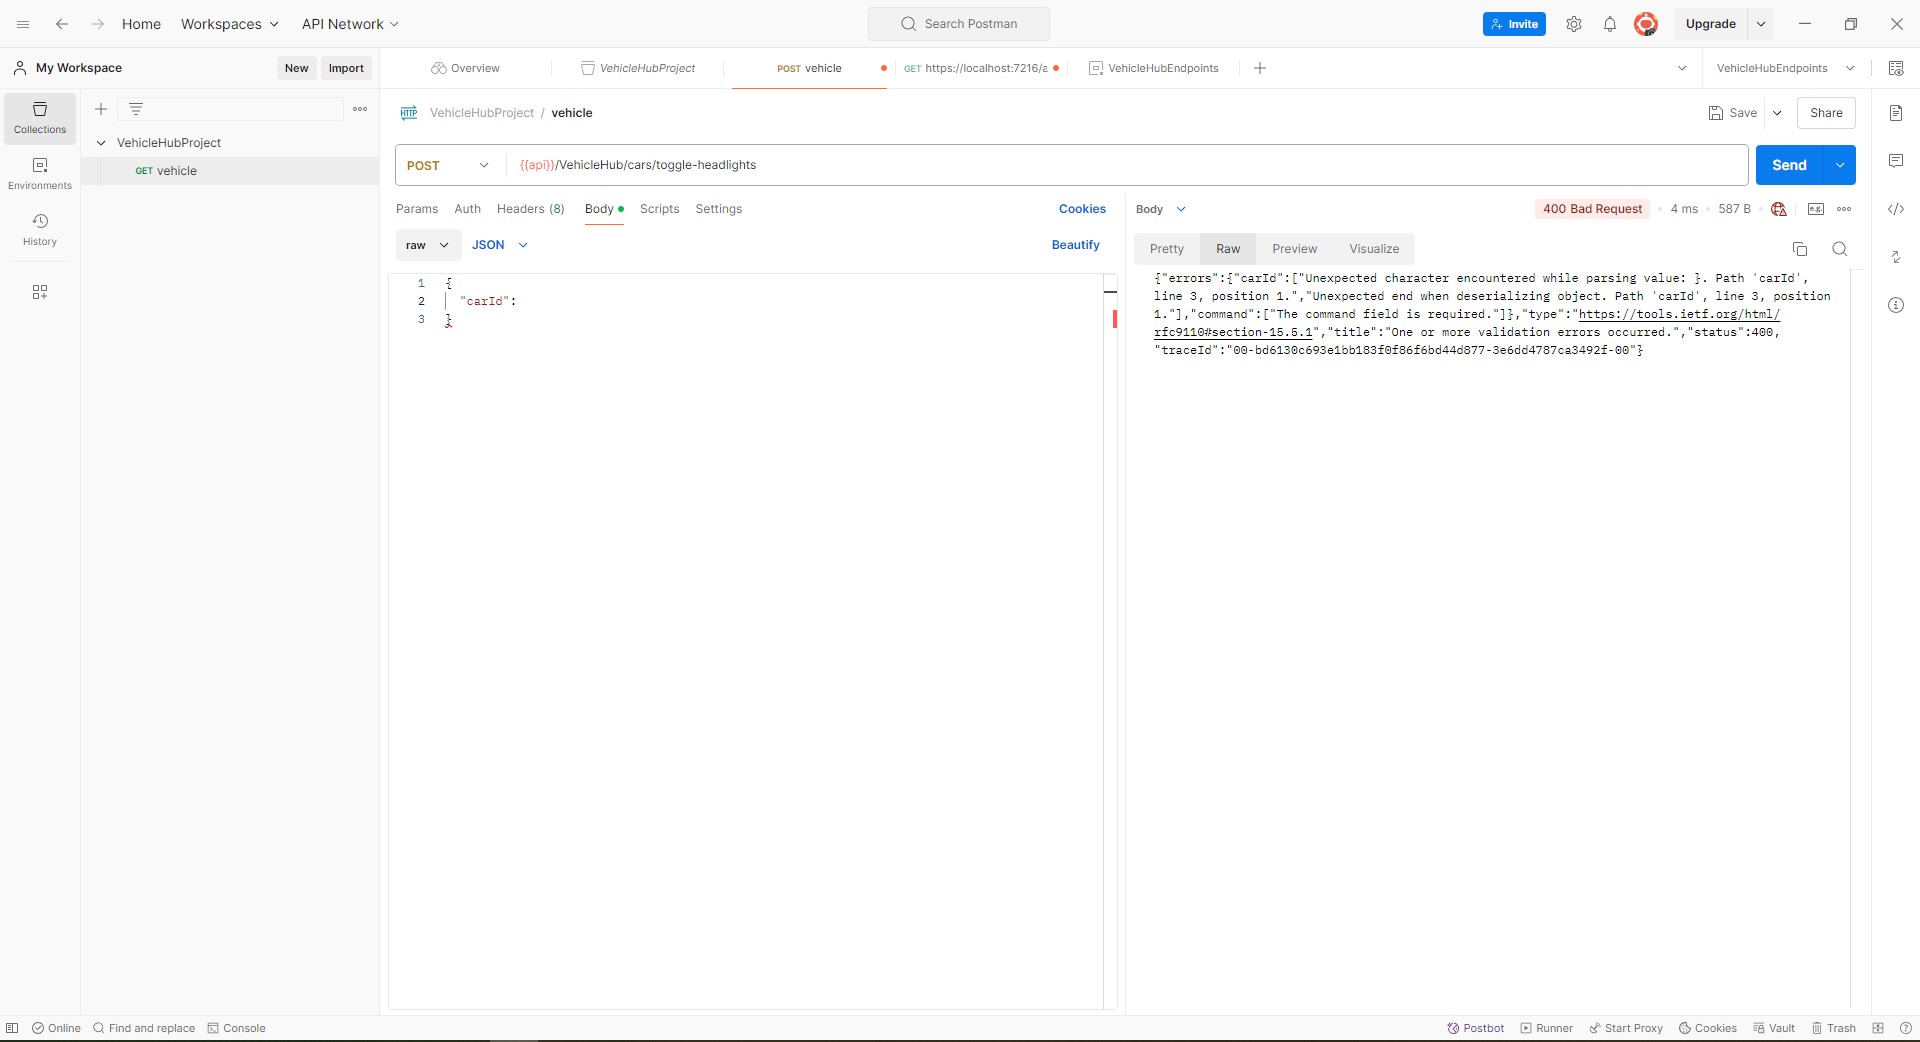 Home Workspaces API Network Search Postman Invite Upgrade
My Workspace New Import Overview VehicleHubProject POST vehicle GET https://localhost:7216/a VehicleHubEndpoints VehicleHubEndpoints
Collections
Environments
History
VehicleHubProject
GET vehicle
HTTP VehicleHubProject / vehicle Save Share
POST {{api}}/VehicleHub/cars/toggle-headlights Send
Params Auth Headers (8) Body Scripts Settings Cookies
raw JSON Beautify
1 {
2 "carId":
3 }
Body 400 Bad Request 4 ms 587 B e.g.
Pretty Raw Preview Visualize
{"errors":{"carId":["Unexpected character encountered while parsing value: }. Path 'carId',
line 3, position 1.","Unexpected end when deserializing object. Path 'carId', line 3, position
1."],"command":["The command field is required."]},"type":"https://tools.ietf.org/html/
rfc9110#section-15.5.1","title":"One or more validation errors occurred.","status":400,
"traceId":"00-bd6130c693e1bb183f0f86f6bd44d877-3e6dd4787ca3492f-00"}
Online Find and replace Console Postbot Runner Start Proxy Cookies Vault Trash